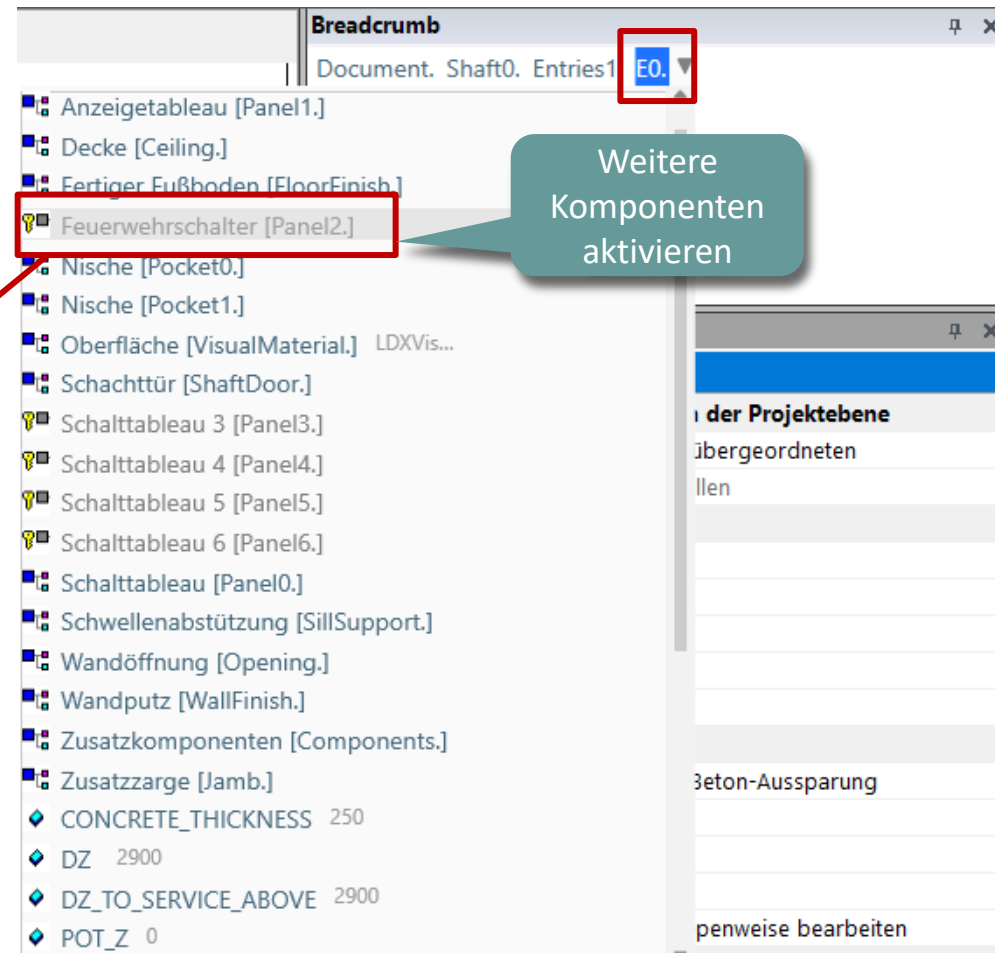 Breadcrumb
Document. Shaft0. Entries1 E0.
Anzeigetableau [Panel1.]
Decke [Ceiling.]
Fertiger Fußboden [FloorFinish.]
Feuerwehrschalter [Panel2.]
Nische [Pocket0.]
Nische [Pocket1.]
Oberfläche [VisualMaterial.] LDXVis...
Schachttür [ShaftDoor.]
Schalttableau 3 [Panel3.]
Schalttableau 4 [Panel4.]
Schalttableau 5 [Panel5.]
Schalttableau 6 [Panel6.]
Schalttableau [Panel0.]
Schwellenabstützung [SillSupport.]
Wandöffnung [Opening.]
Wandputz [WallFinish.]
Zusatzkomponenten [Components.]
Zusatzzarge [Jamb.]
CONCRETE_THICKNESS 250
DZ 2900
DZ_TO_SERVICE_ABOVE 2900
POT_Z 0
Weitere
Komponenten
aktivieren
der Projektebene
übergeordneten
llen
Beton-Aussparung
penweise bearbeiten